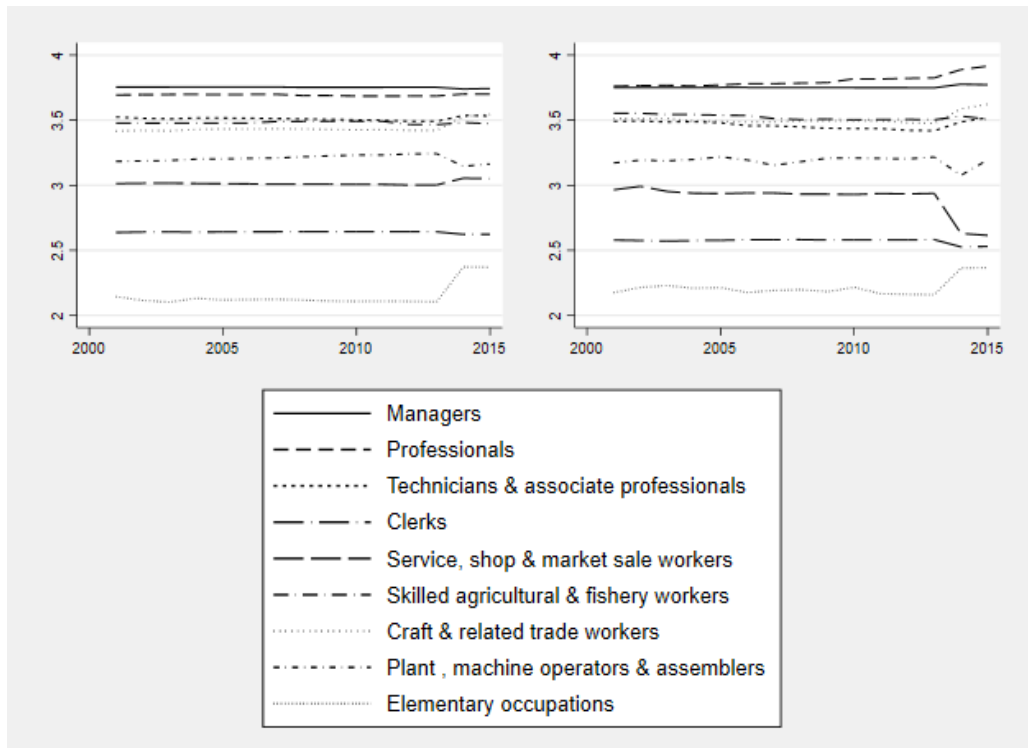 4
3.5
3
2.5
2
2000 2005 2010 2015
4
3.5
3
2.5
2
2000 2005 2010 2015
Managers
Professionals
Technicians & associate professionals
Clerks
Service, shop & market sale workers
Skilled agricultural & fishery workers
Craft & related trade workers
Plant , machine operators & assemblers
Elementary occupations